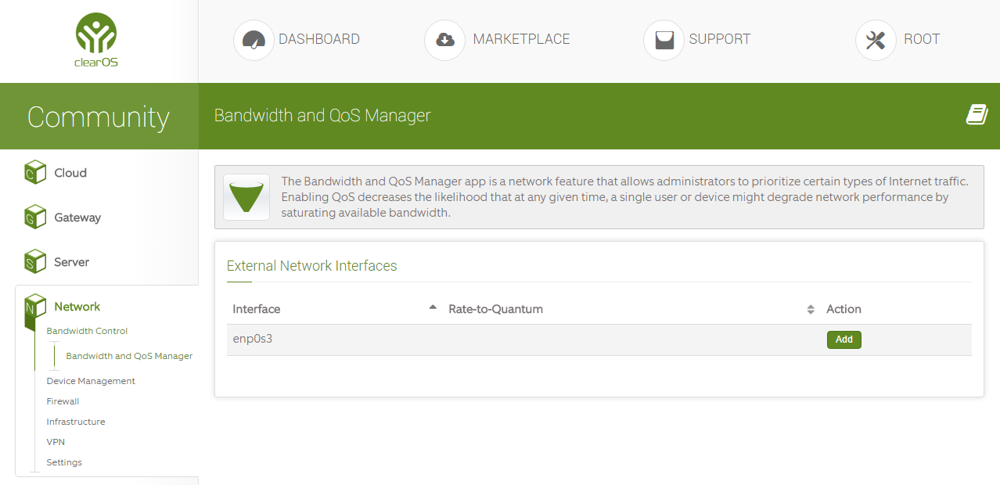 clearOS
DASHBOARD
MARKETPLACE
SUPPORT
ROOT
Community
Bandwidth and QoS Manager
C Cloud
G Gateway
S Server
N Network
Bandwidth Control
Bandwidth and QoS Manager
Device Management
Firewall
Infrastructure
VPN
Settings
The Bandwidth and QoS Manager app is a network feature that allows administrators to prioritize certain types of Internet traffic.
Enabling QoS decreases the likelihood that at any given time, a single user or device might degrade network performance by
saturating available bandwidth.
External Network Interfaces
Interface Rate-to-Quantum Action
enp0s3 Add